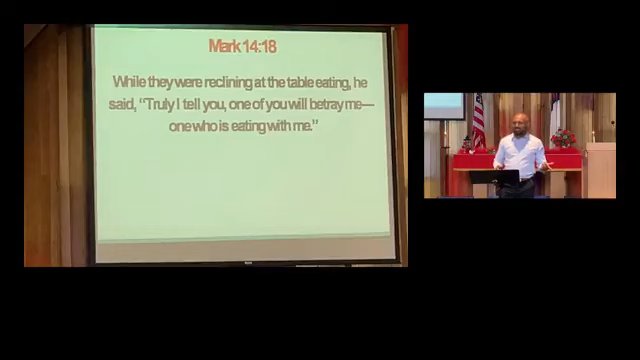 Mark 14:18
While they were reclining at the table eating, he
said, “Truly I tell you, one of you will betray me—
one who is eating with me.”